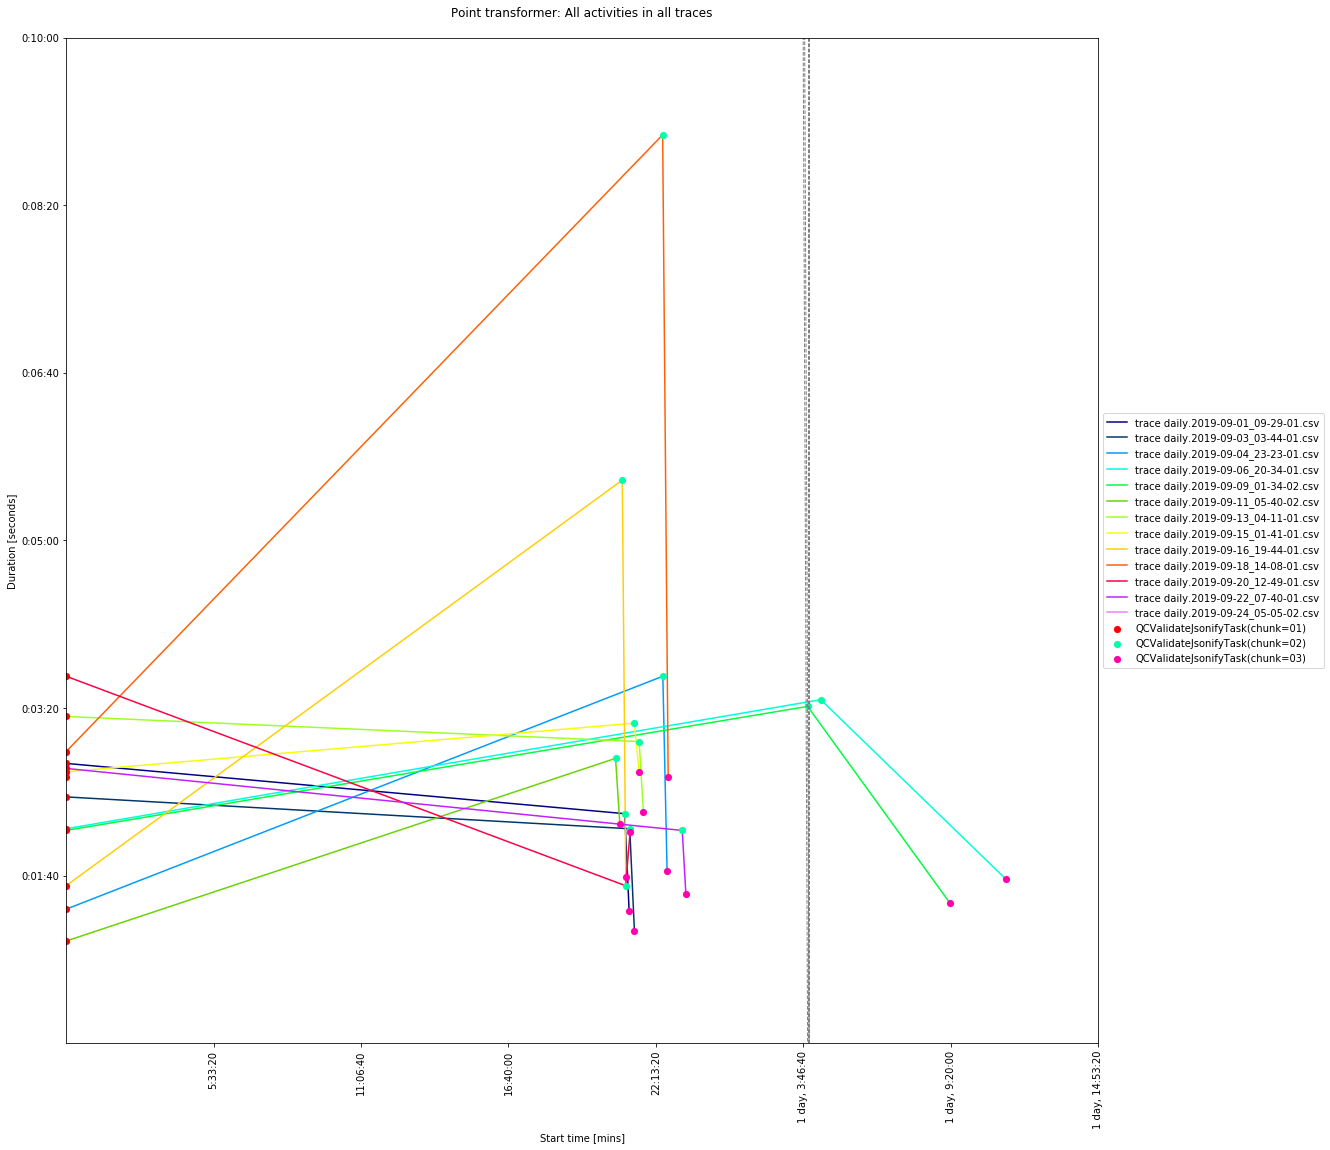 Point transformer: All activities in all traces
0:10:00
0:08:20
0:06:40
0:05:00
0:03:20
0:01:40
Duration [seconds]
5:33:20
11:06:40
16:40:00
22:13:20
1 day, 3:46:40
1 day, 9:20:00
1 day, 14:53:20
Start time [mins]
trace daily.2019-09-01_09-29-01.csv
trace daily.2019-09-03_03-44-01.csv
trace daily.2019-09-04_23-23-01.csv
trace daily.2019-09-06_20-34-01.csv
trace daily.2019-09-09_01-34-02.csv
trace daily.2019-09-11_05-40-02.csv
trace daily.2019-09-13_04-11-01.csv
trace daily.2019-09-15_01-41-01.csv
trace daily.2019-09-16_19-44-01.csv
trace daily.2019-09-18_14-08-01.csv
trace daily.2019-09-20_12-49-01.csv
trace daily.2019-09-22_07-40-01.csv
trace daily.2019-09-24_05-05-02.csv
QCValidateJsonifyTask(chunk=01)
QCValidateJsonifyTask(chunk=02)
QCValidateJsonifyTask(chunk=03)